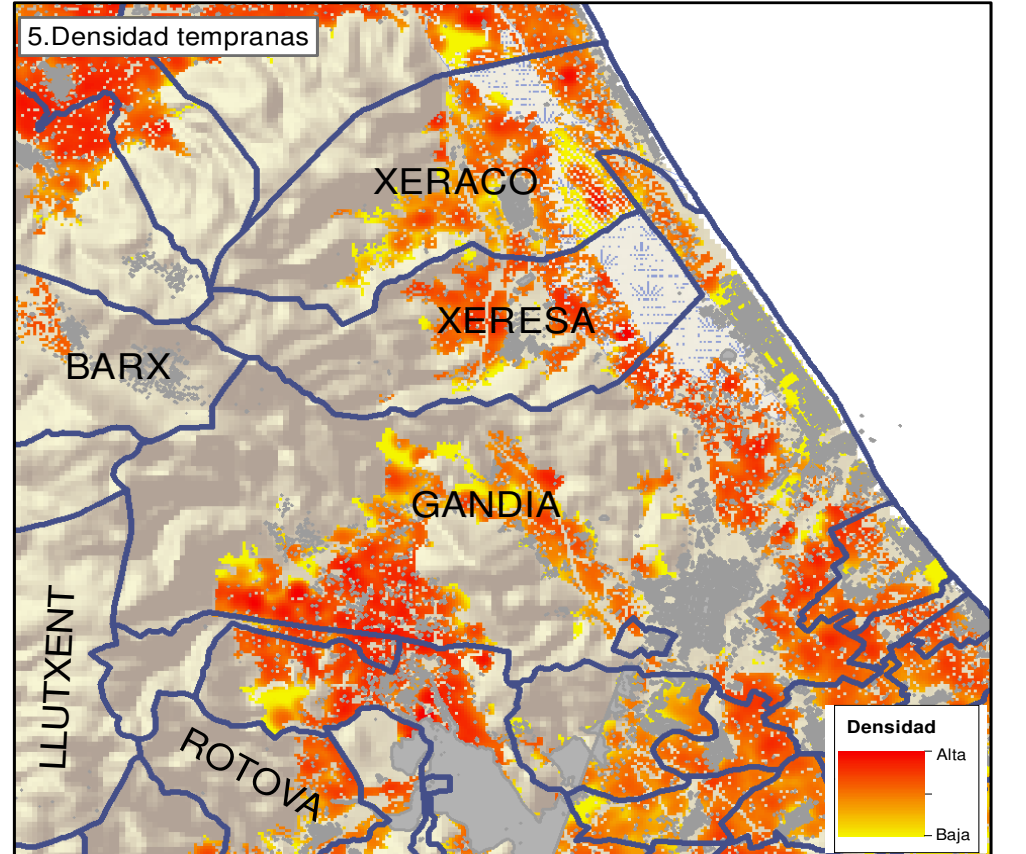 5.Densidad tempranas
XERACO
XERESA
BARX
GANDIA
LLUTXENT
ROTOVA
Densidad
Alta
Baja